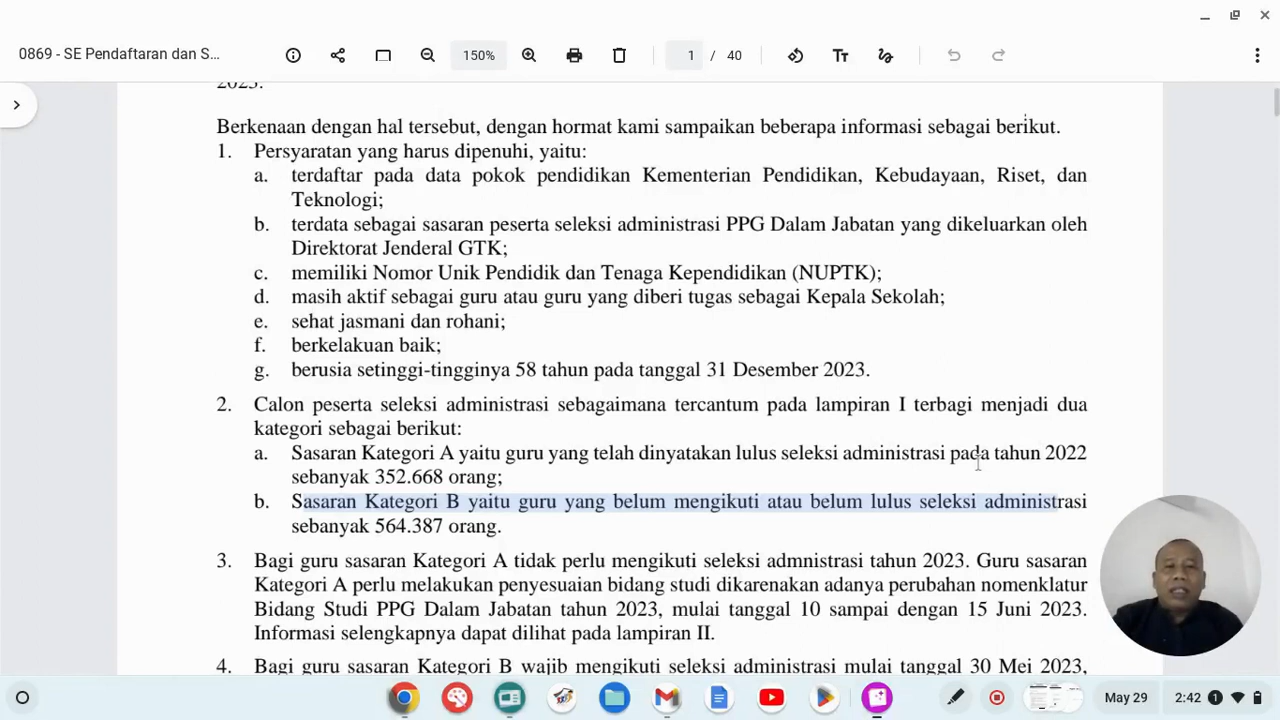 0869 - SE Pendaftaran dan S...
150%
1 / 40
2023.
Berkenaan dengan hal tersebut, dengan hormat kami sampaikan beberapa informasi sebagai berikut.
1. Persyaratan yang harus dipenuhi, yaitu:
a. terdaftar pada data pokok pendidikan Kementerian Pendidikan, Kebudayaan, Riset, dan
Teknologi;
b. terdata sebagai sasaran peserta seleksi administrasi PPG Dalam Jabatan yang dikeluarkan oleh
Direktorat Jenderal GTK;
c. memiliki Nomor Unik Pendidik dan Tenaga Kependidikan (NUPTK);
d. masih aktif sebagai guru atau guru yang diberi tugas sebagai Kepala Sekolah;
e. sehat jasmani dan rohani;
f. berkelakuan baik;
g. berusia setinggi-tingginya 58 tahun pada tanggal 31 Desember 2023.
2. Calon peserta seleksi administrasi sebagaimana tercantum pada lampiran I terbagi menjadi dua
kategori sebagai berikut:
a. Sasaran Kategori A yaitu guru yang telah dinyatakan lulus seleksi administrasi pada tahun 2022
sebanyak 352.668 orang;
b. Sasaran Kategori B yaitu guru yang belum mengikuti atau belum lulus seleksi administrasi
sebanyak 564.387 orang.
3. Bagi guru sasaran Kategori A tidak perlu mengikuti seleksi admnistrasi tahun 2023. Guru sasaran
Kategori A perlu melakukan penyesuaian bidang studi dikarenakan adanya perubahan nomenklatur
Bidang Studi PPG Dalam Jabatan tahun 2023, mulai tanggal 10 sampai dengan 15 Juni 2023.
Informasi selengkapnya dapat dilihat pada lampiran II.
4. Bagi guru sasaran Kategori B wajib mengikuti seleksi administrasi mulai tanggal 30 Mei 2023,
May 29
2:42
1